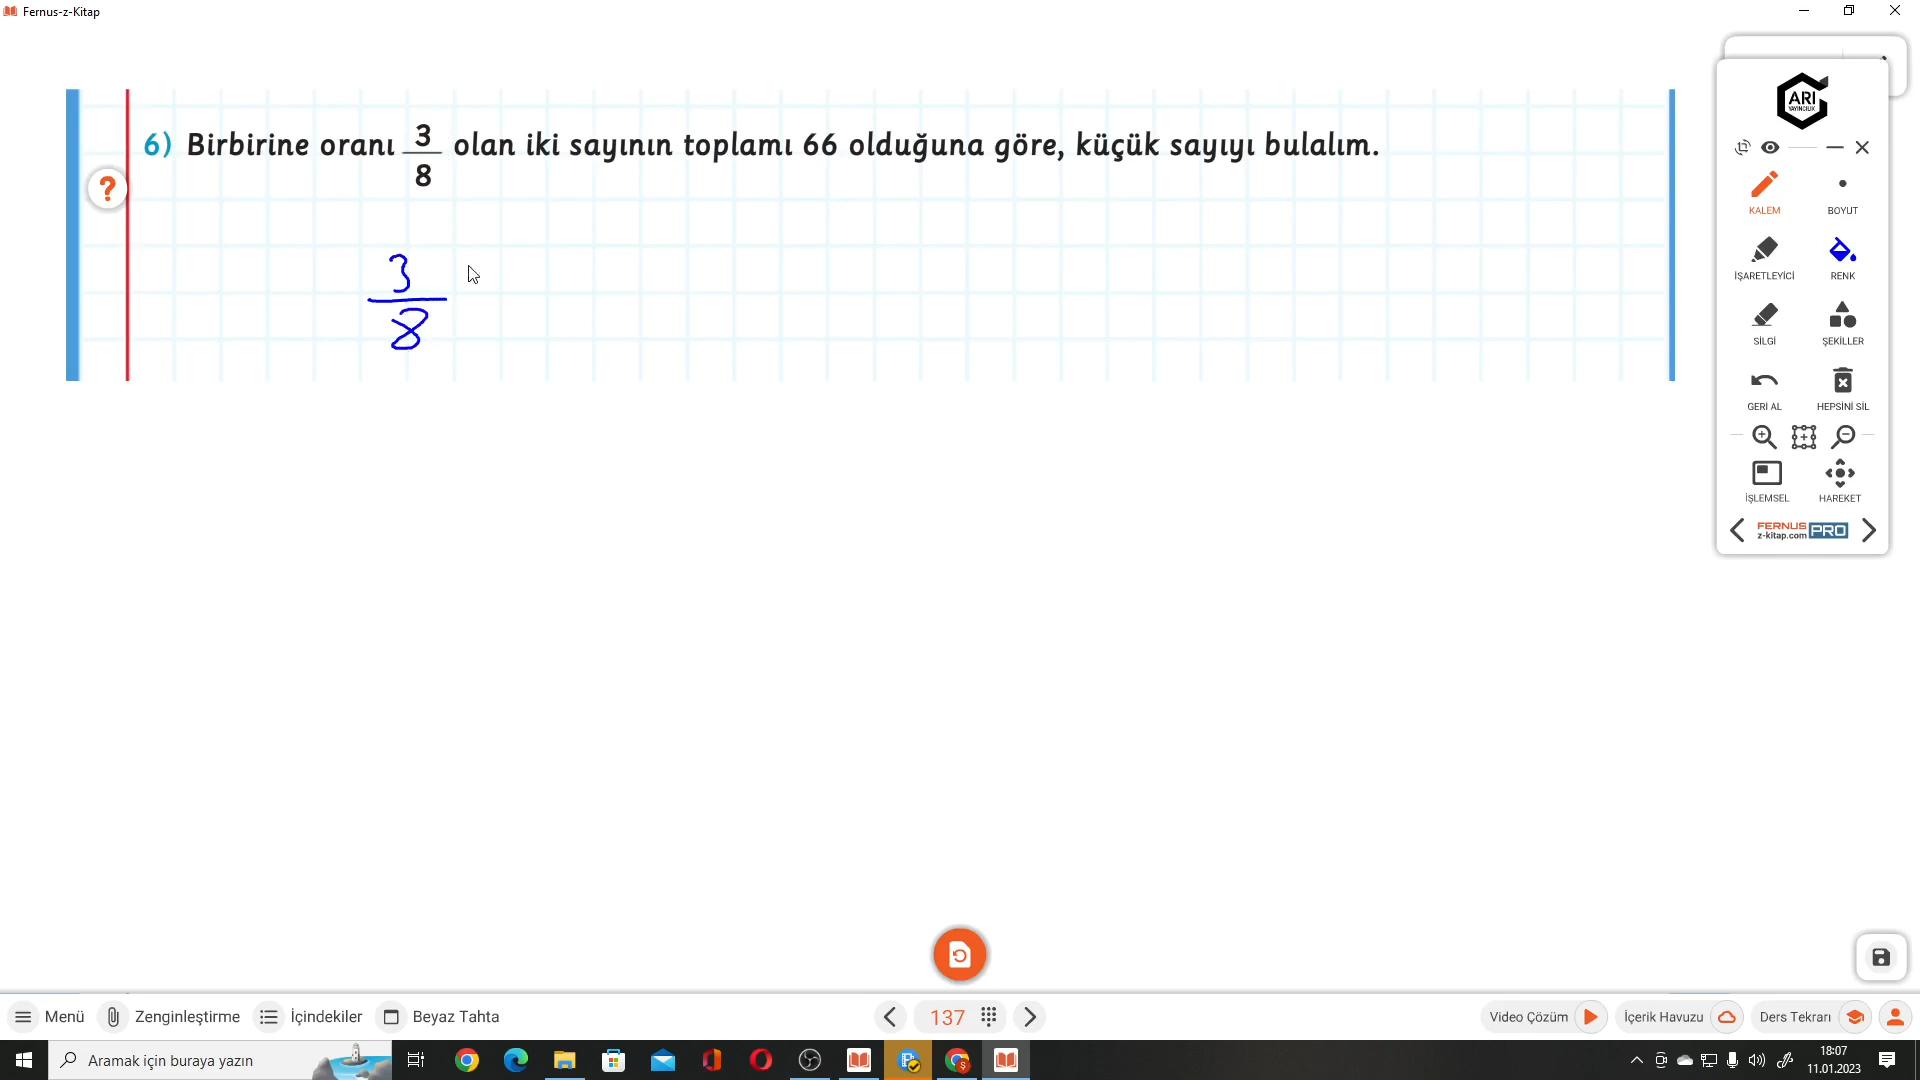 Fernus-z-Kitap
6) Birbirine oranı 3/8 olan iki sayının toplamı 66 olduğuna göre, küçük sayıyı bulalım.
?
3
8
ARI
YAYINCILIK
KALEM
BOYUT
İŞARETLEYİCİ
RENK
SİLGİ
ŞEKİLLER
GERİ AL
HEPSİNİ SİL
İŞLEMSEL
HAREKET
FERNUS
z-kitap.com PRO
Menü
Zenginleştirme
İçindekiler
Beyaz Tahta
137
Video Çözüm
İçerik Havuzu
Ders Tekrarı
Aramak için buraya yazın
18:07
11.01.2023